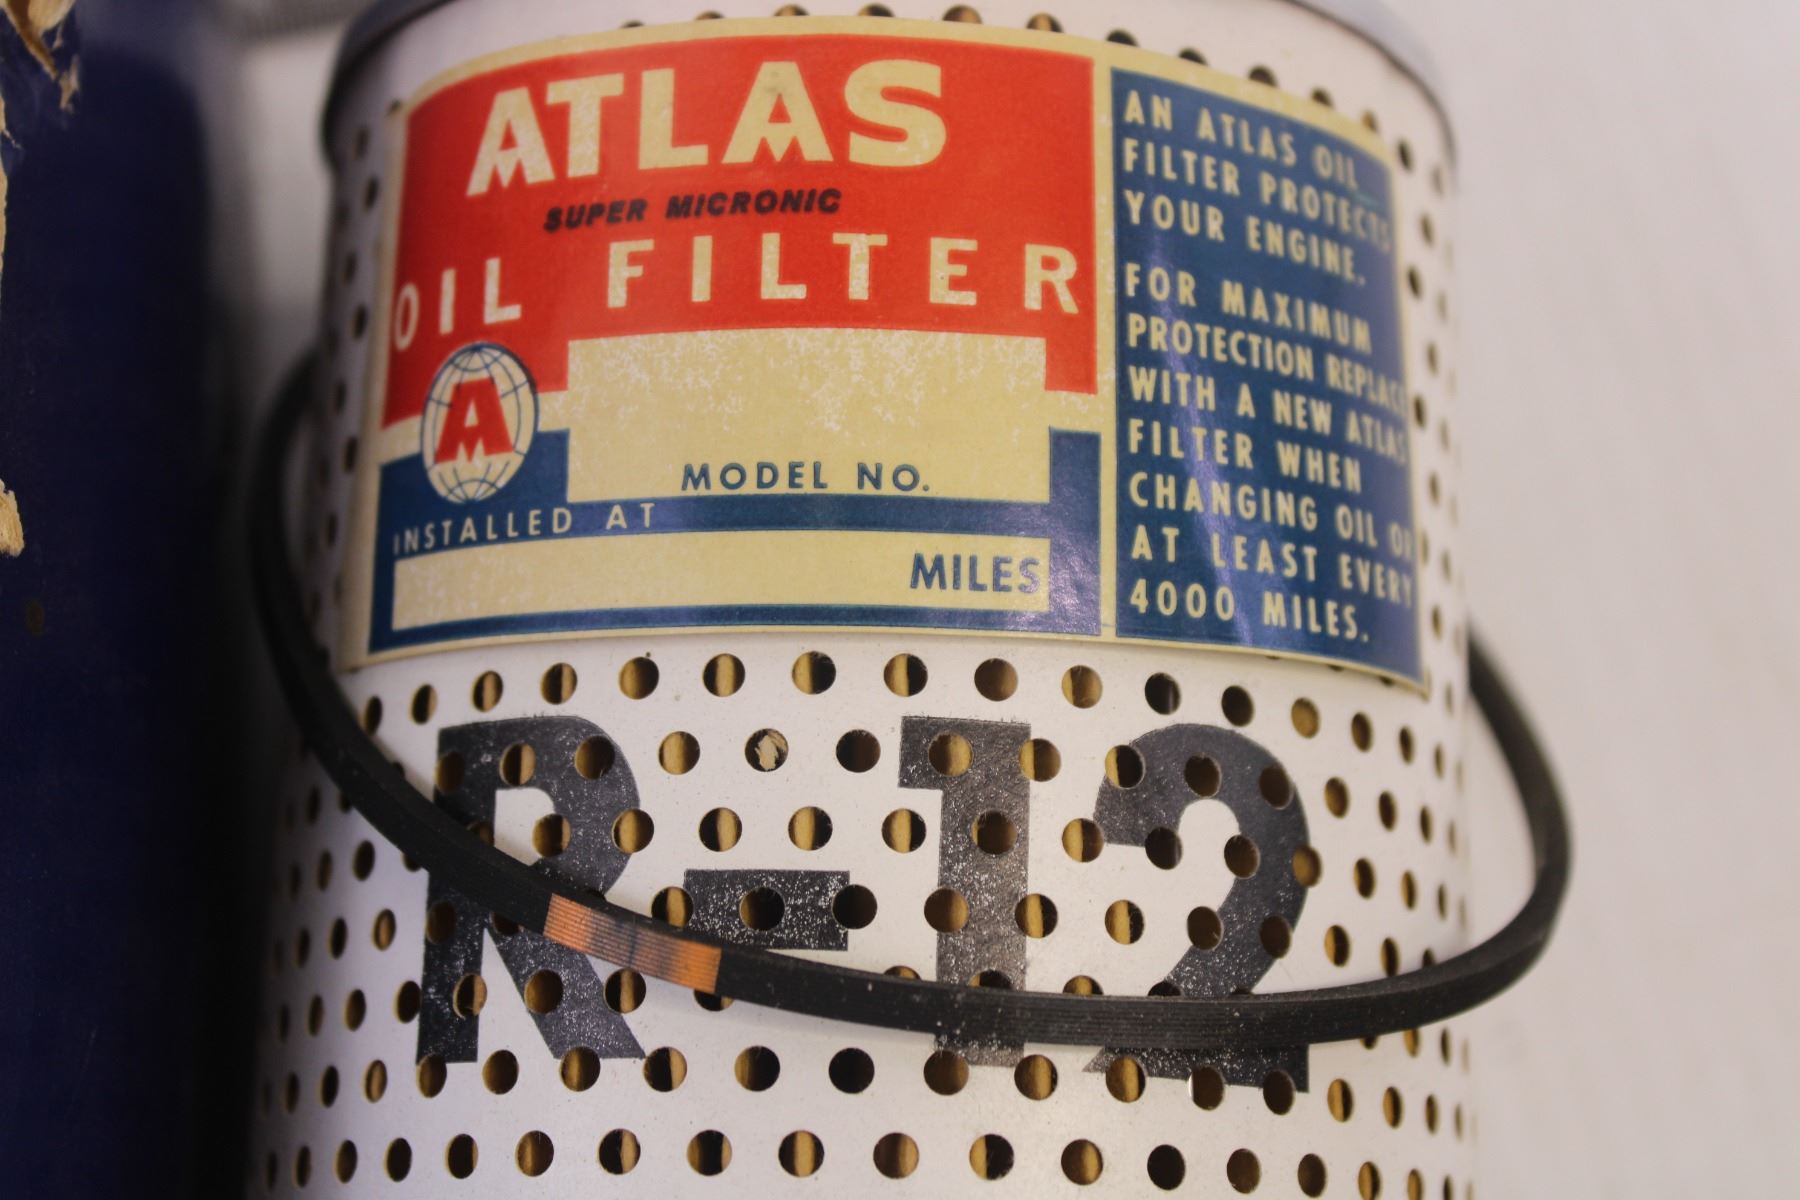 ATLAS
SUPER MICRONIC
OIL FILTER
A
MODEL NO.
INSTALLED AT
MILES
AN ATLAS OIL
FILTER PROTECTS
YOUR ENGINE.
FOR MAXIMUM
PROTECTION REPLACE
WITH A NEW ATLAS
FILTER WHEN
CHANGING OIL OR
AT LEAST EVERY
4000 MILES.
R-12